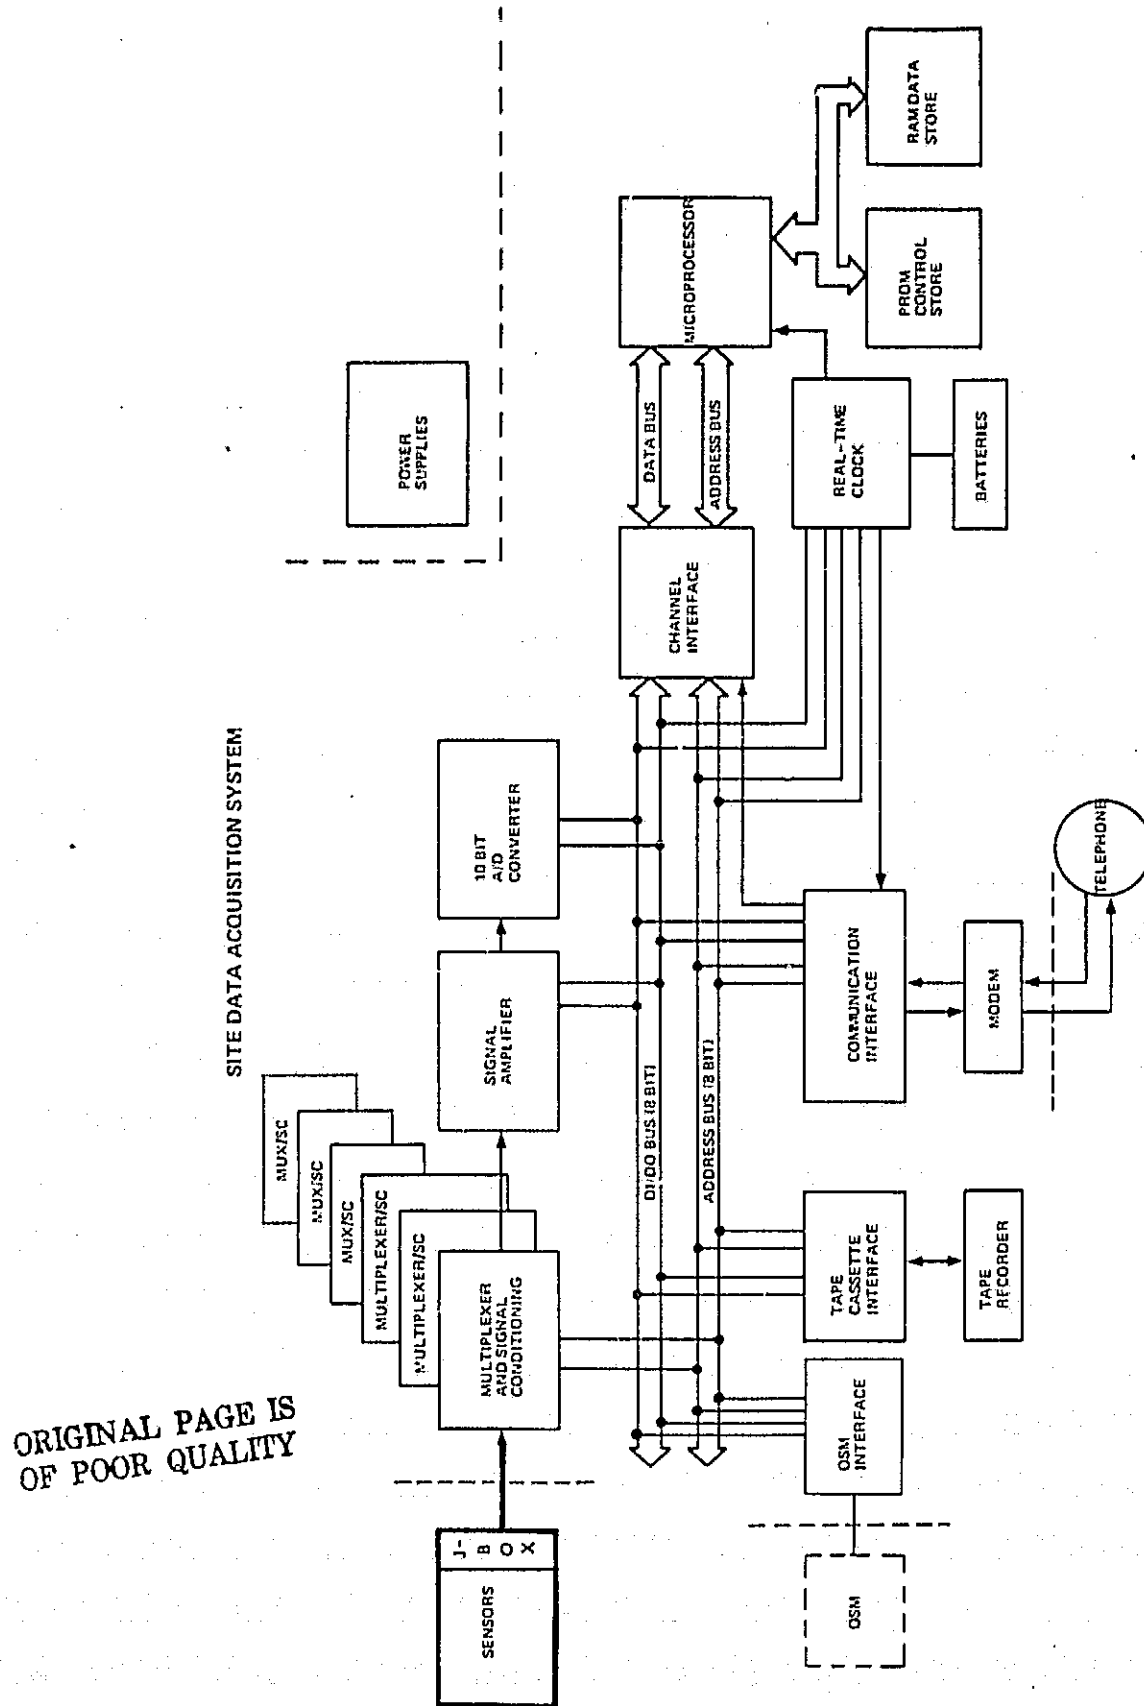 SITE DATA ACQUISITION SYSTEM
ORIGINAL PAGE IS
OF POOR QUALITY
SENSORS
J-
B
O
X
MULTIPLEXER
AND SIGNAL
CONDITIONING
MULTIPLEXER/SC
MULTIPLEXER/SC
MUX/SC
MUX/SC
MUX/SC
SIGNAL
AMPLIFIER
10 BIT
A/D
CONVERTER
POWER
SUPPLIES
DI/DO BUS (8 BIT)
ADDRESS BUS (8 BIT)
CHANNEL
INTERFACE
DATA BUS
ADDRESS BUS
MICROPROCESSOR
OSM
OSM
INTERFACE
TAPE
CASSETTE
INTERFACE
TAPE
RECORDER
COMMUNICATION
INTERFACE
MODEM
TELEPHONE
REAL-TIME
CLOCK
BATTERIES
PROM
CONTROL
STORE
RAM DATA
STORE